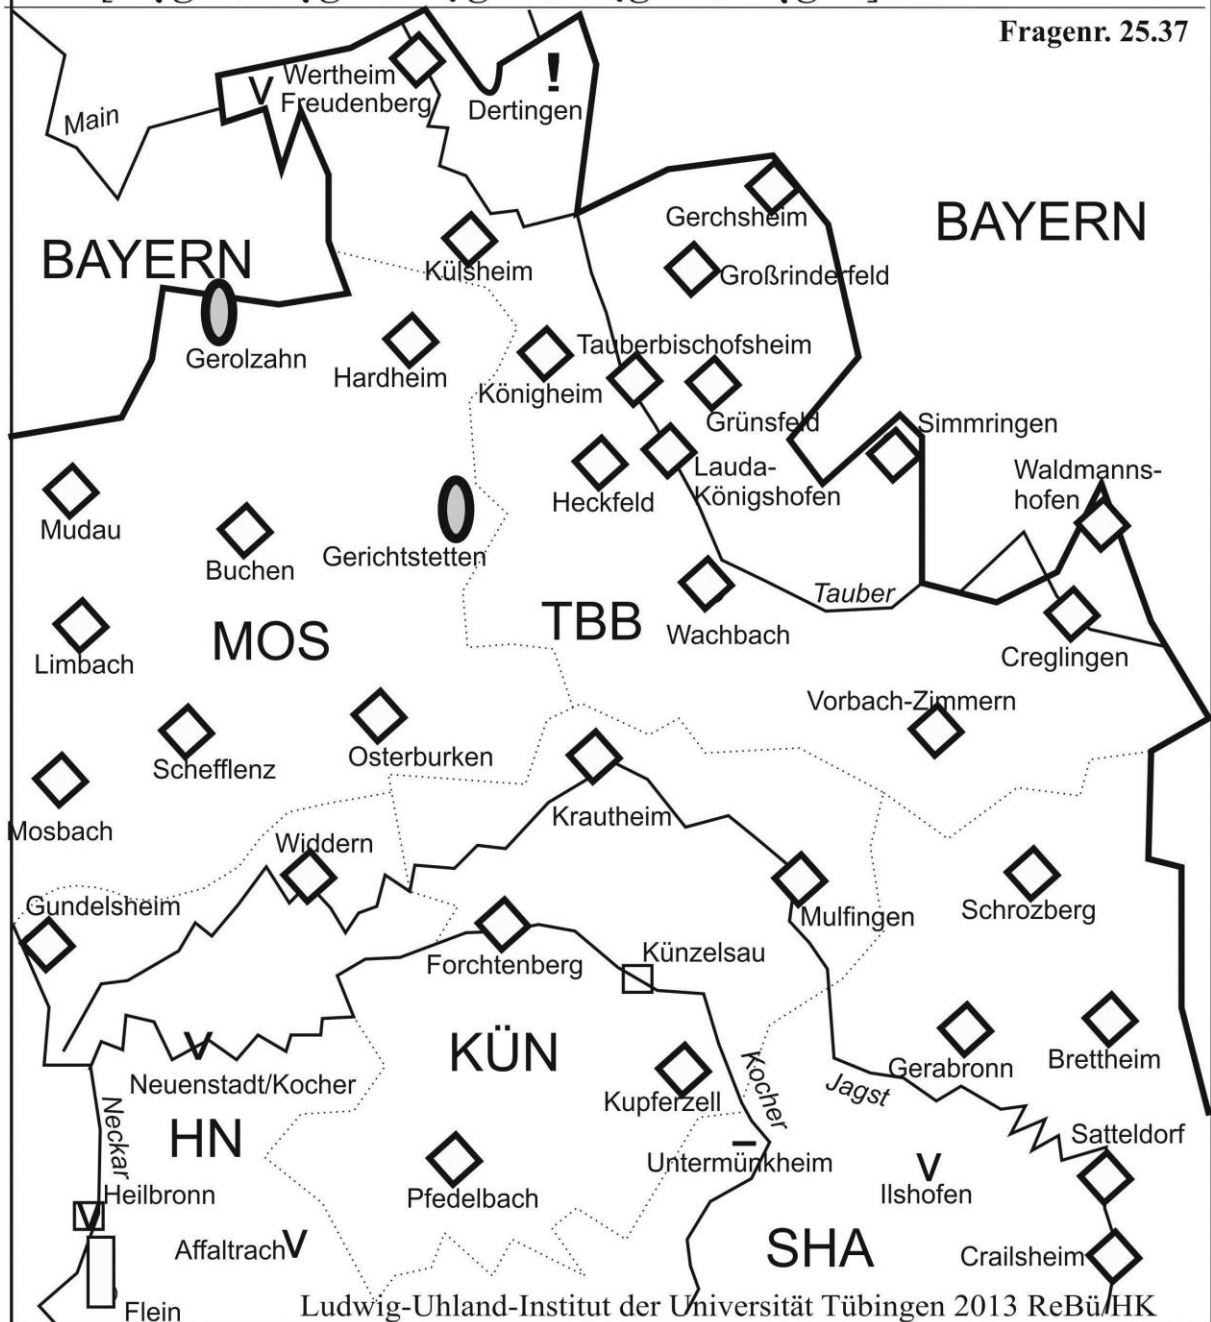 Fragenr. 25.37
Wertheim
Freudenberg
Dertingen
!
v
Main
Gerchsheim
BAYERN
BAYERN
Külsheim
Großrinderfeld
Gerolzahn
Hardheim
Tauberbischofsheim
Königheim
Grünsfeld
Simmringen
Lauda-
Königshofen
Waldmanns-
hofen
Heckfeld
Mudau
Buchen
Gerichtstetten
Tauber
TBB
Wachbach
MOS
Limbach
Creglingen
Vorbach-Zimmern
Schefflenz
Osterburken
Mosbach
Krautheim
Widdern
Gundelsheim
Mulfingen
Schrozberg
Forchtenberg
Künzelsau
v
Neuenstadt/Kocher
KÜN
Kocher
Jagst
Gerabronn
Brettheim
Kupferzell
Neckar
HN
Untermünkheim
v
Ilshofen
Satteldorf
Heilbronn
v
Pfedelbach
Affaltrach v
SHA
Crailsheim
Flein
Ludwig-Uhland-Institut der Universität Tübingen 2013 ReBü/HK